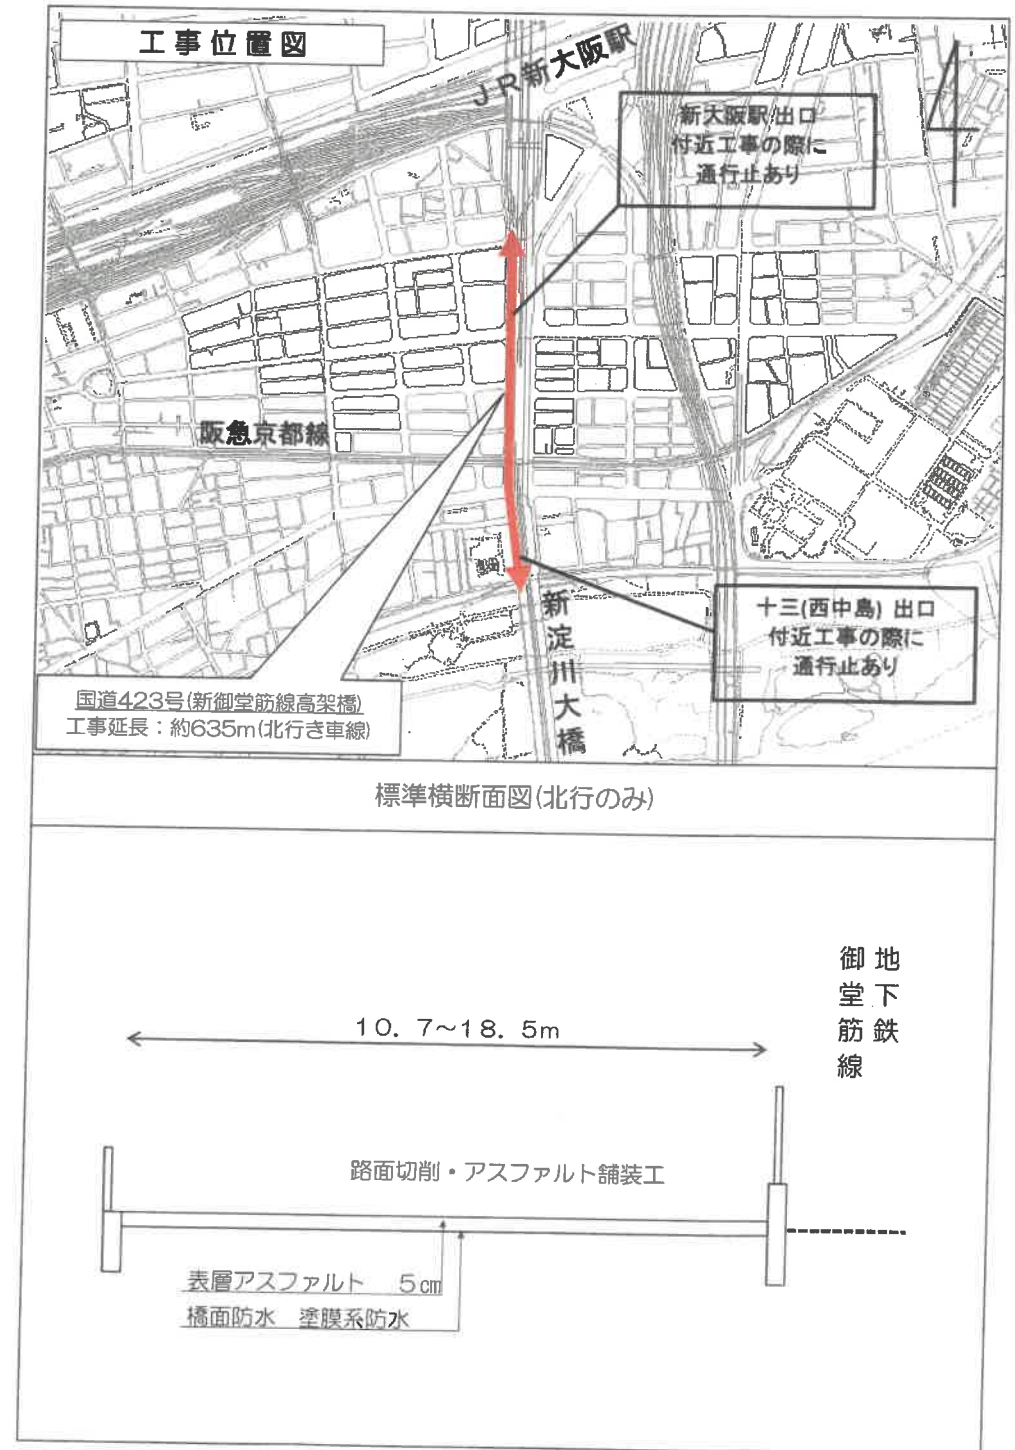 工事位置図
JR新大阪駅
新大阪駅出口
付近工事の際に
通行止あり
阪急京都線
十三(西中島) 出口
付近工事の際に
通行止あり
新淀川大橋
国道423号(新御堂筋線高架橋)
工事延長：約635m(北行き車線)
標準横断面図(北行のみ)
地下鉄
御堂筋線
10. 7～18. 5m
路面切削・アスファルト舗装工
表層アスファルト 5㎝
橋面防水 塗膜系防水